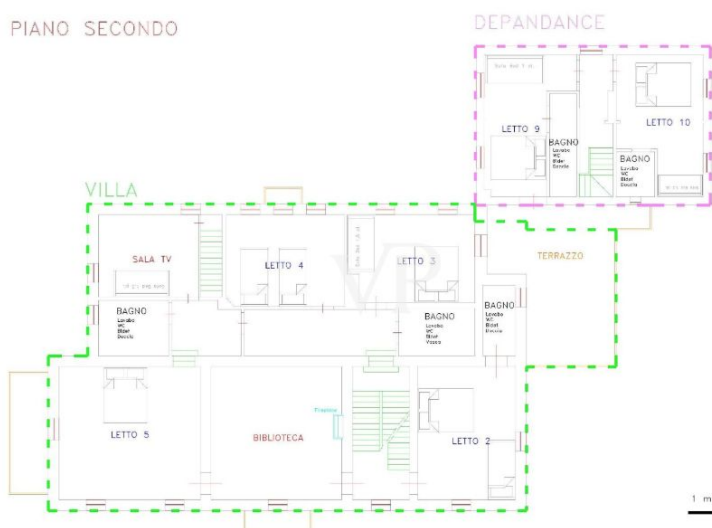 PIANO SECONDO
DEPANDANCE
LETTO 9
LETTO 10
BAGNO
Lavabo
WC
Bidet
Doccia
BAGNO
Lavabo
WC
Bidet
Doccia
VILLA
SALA TV
LETTO 4
LETTO 3
TERRAZZO
VP
BAGNO
Lavabo
WC
Bidet
Doccia
BAGNO
Lavabo
WC
Bidet
Vasca
BAGNO
Lavabo
WC
Bidet
Doccia
LETTO 5
BIBLIOTECA
LETTO 2
1 m